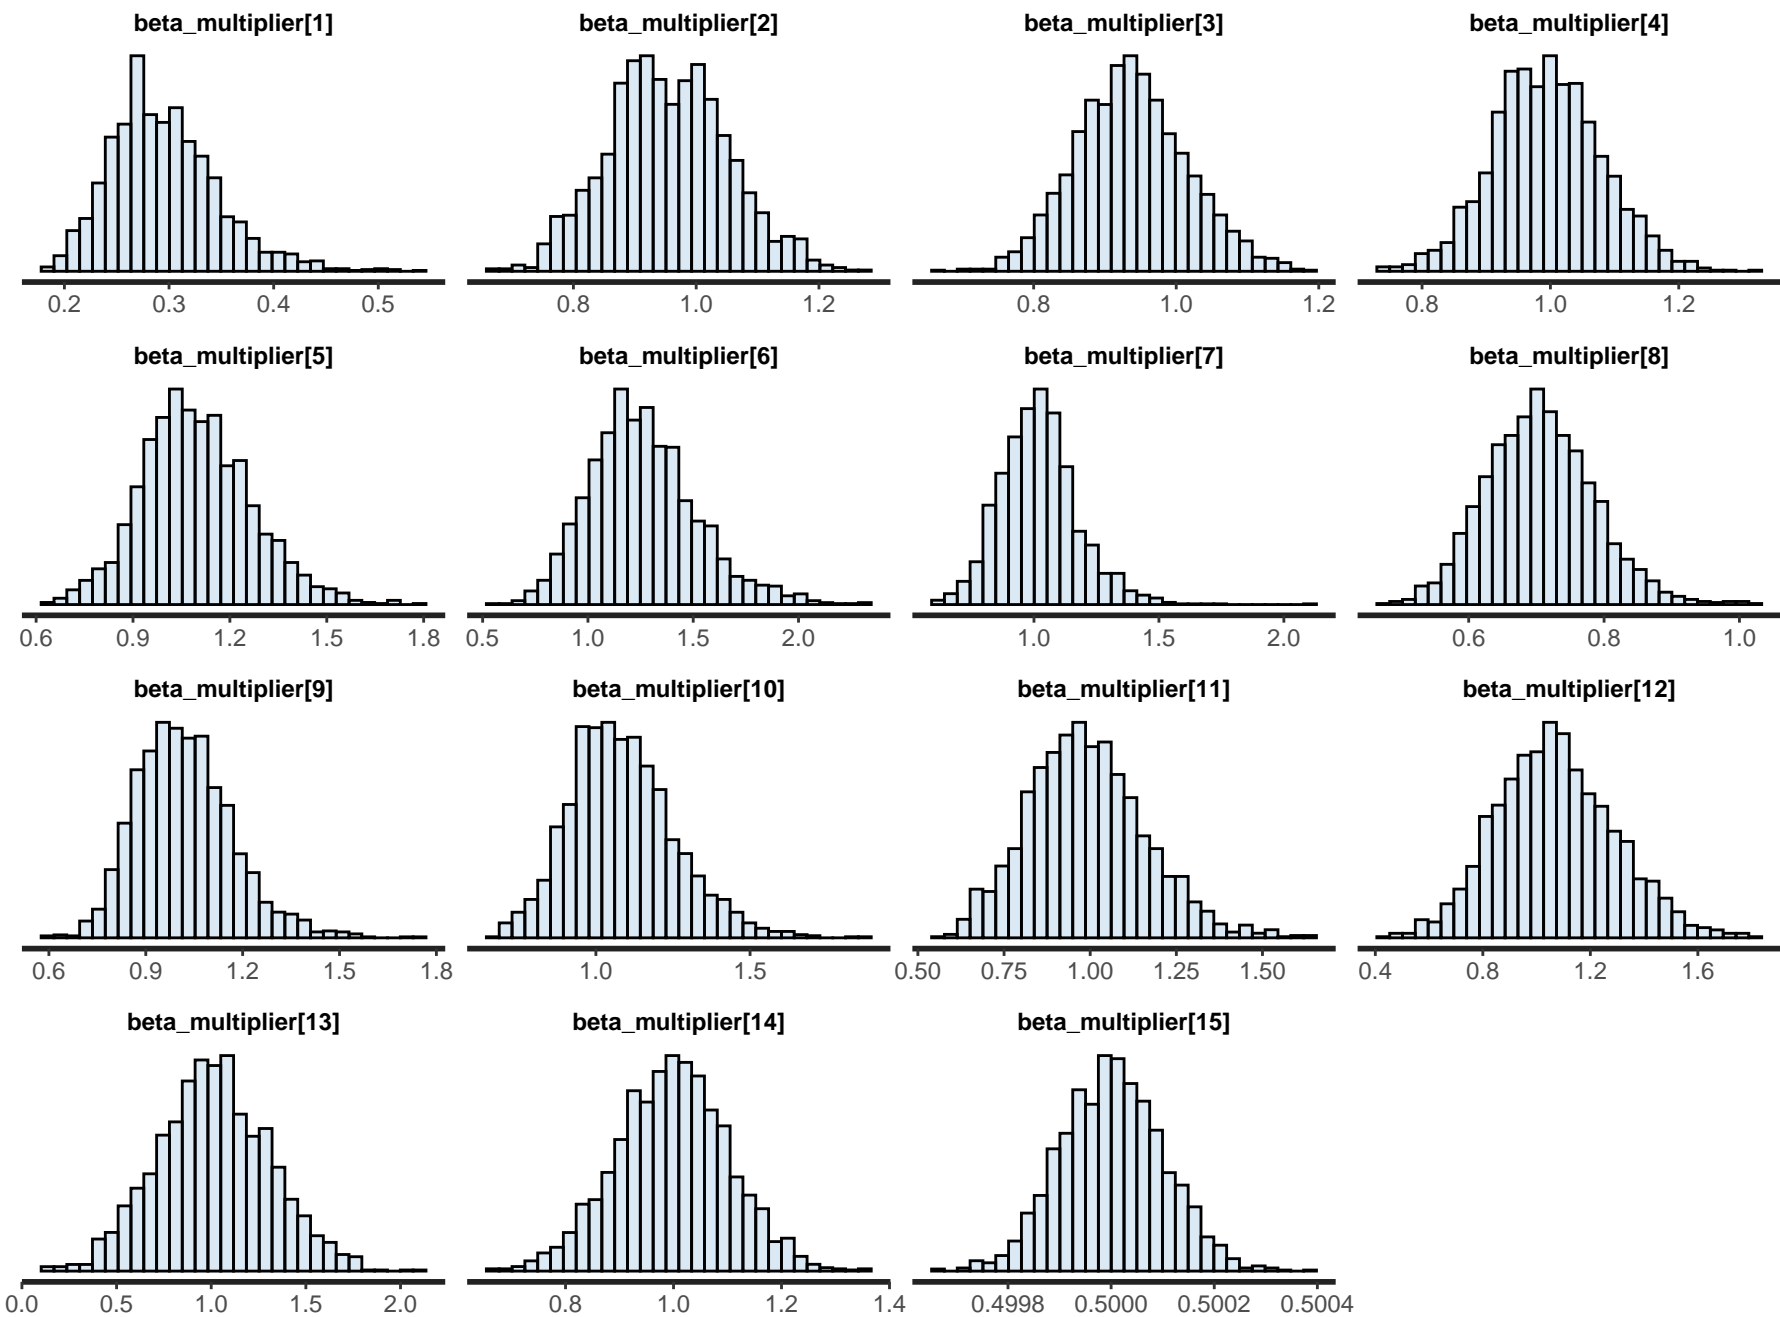 beta_multiplier[1] beta_multiplier[2] beta_multiplier[3] beta_multiplier[4]
0.2 0.3 0.4 0.5 0.8 1.0 1.2 0.8 1.0 1.2 0.8 1.0 1.2
beta_multiplier[5] beta_multiplier[6] beta_multiplier[7] beta_multiplier[8]
0.6 0.9 1.2 1.5 1.8 0.5 1.0 1.5 2.0 1.0 1.5 2.0 0.6 0.8 1.0
beta_multiplier[9] beta_multiplier[10] beta_multiplier[11] beta_multiplier[12]
0.6 0.9 1.2 1.5 1.8 1.0 1.5 0.50 0.75 1.00 1.25 1.50 0.4 0.8 1.2 1.6
beta_multiplier[13] beta_multiplier[14] beta_multiplier[15]
0.0 0.5 1.0 1.5 2.0 0.8 1.0 1.2 1.4 0.4998 0.5000 0.5002 0.5004